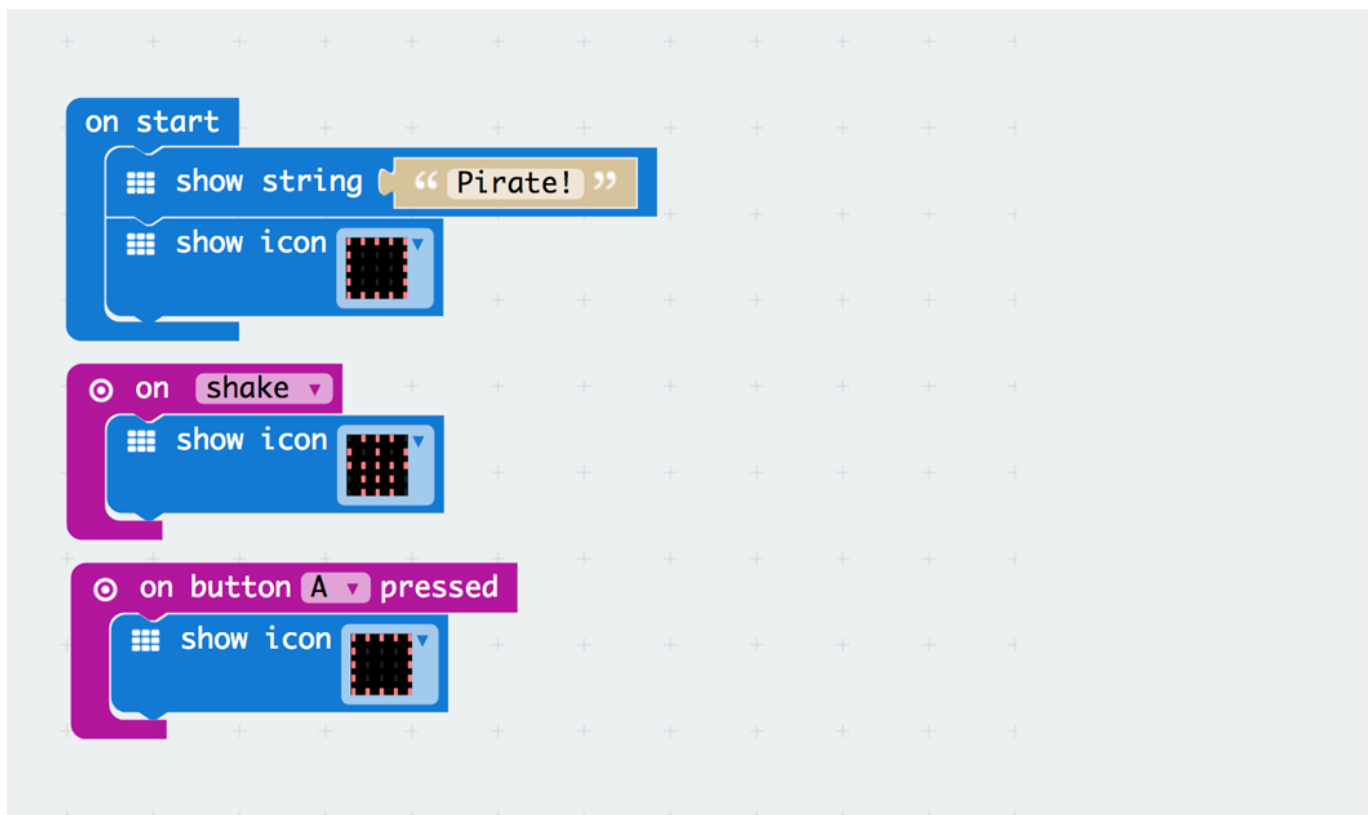 on start
show string “ Pirate! ”
show icon
on shake
show icon
on button A pressed
show icon